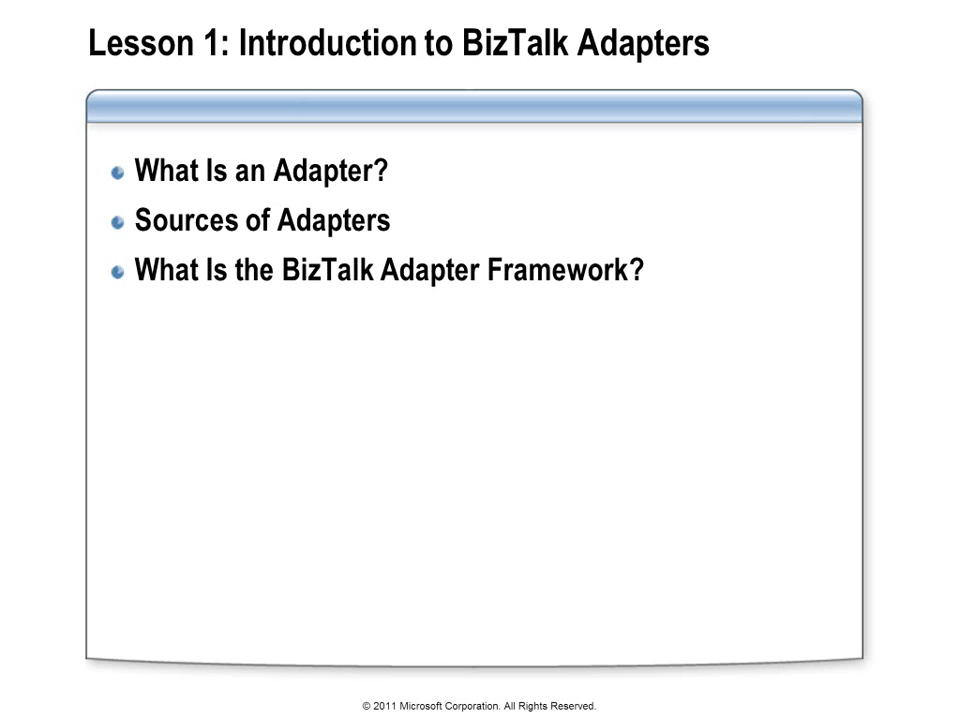 Lesson 1: Introduction to BizTalk Adapters
What Is an Adapter?
Sources of Adapters
What Is the BizTalk Adapter Framework?
© 2011 Microsoft Corporation. All Rights Reserved.